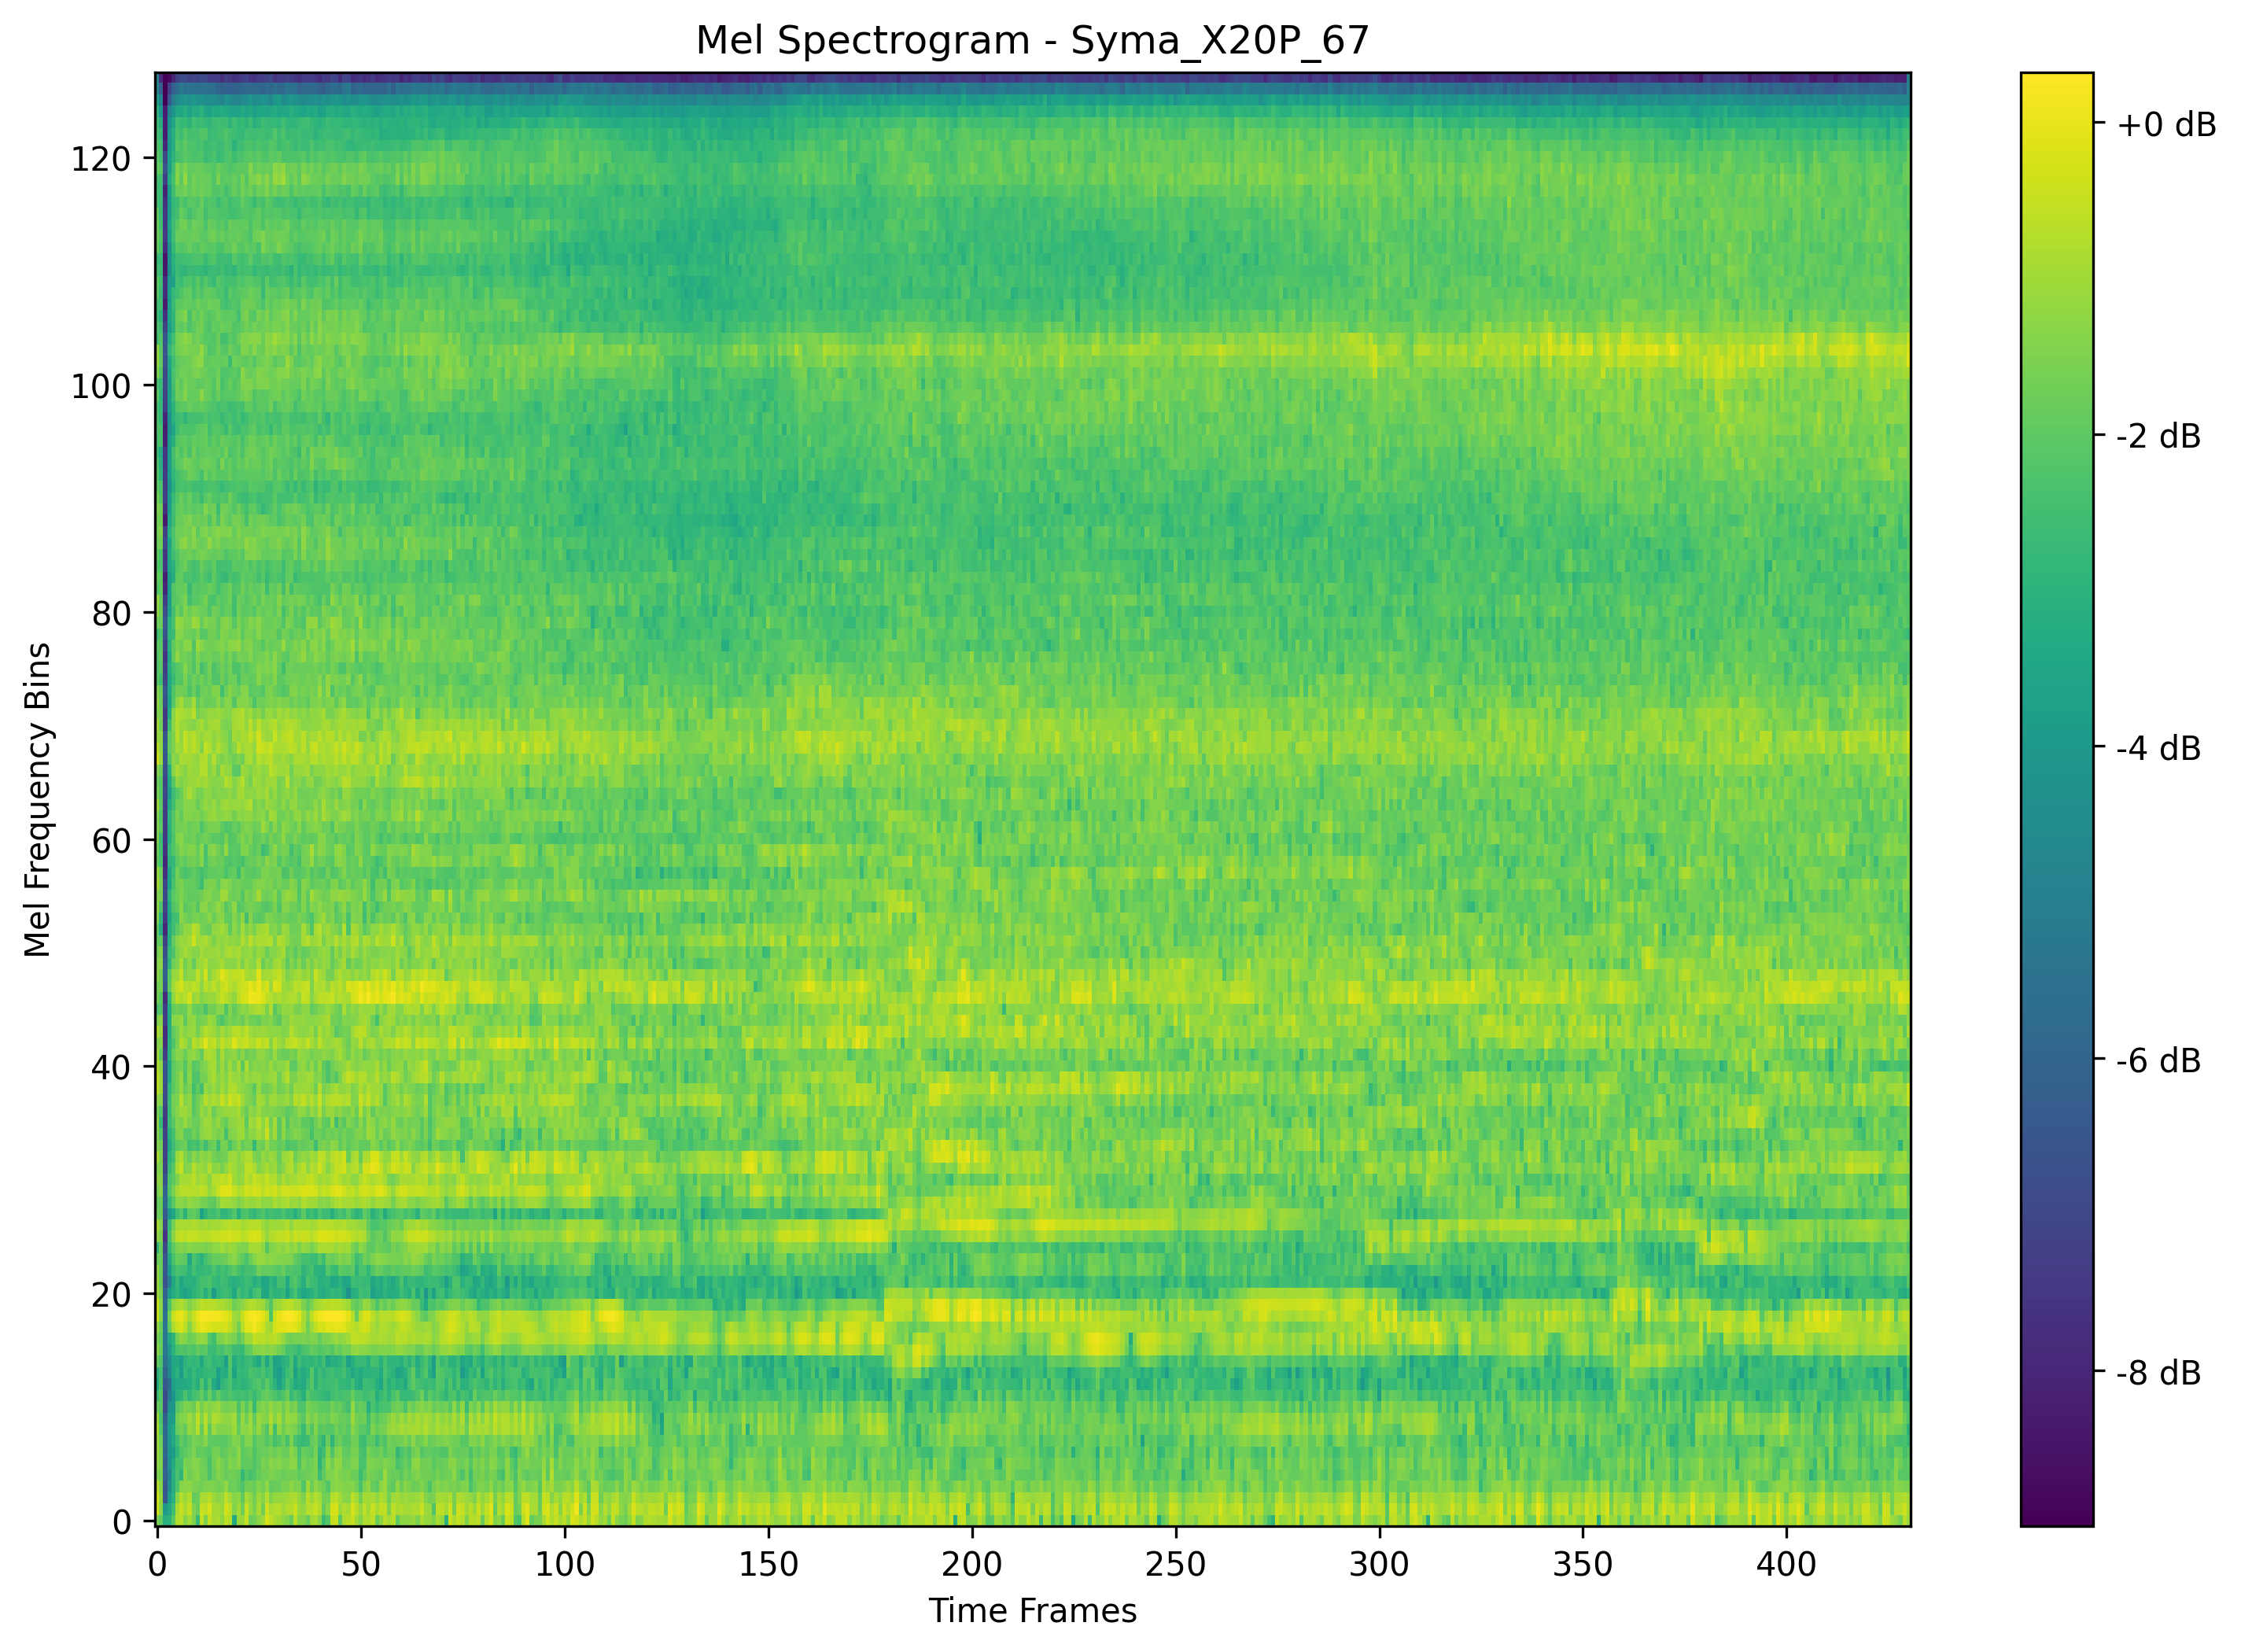 Mel Spectrogram - Syma_X20P_67
Mel Frequency Bins
120
100
80
60
40
20
0
0 50 100 150 200 250 300 350 400
Time Frames
+0 dB
-2 dB
-4 dB
-6 dB
-8 dB